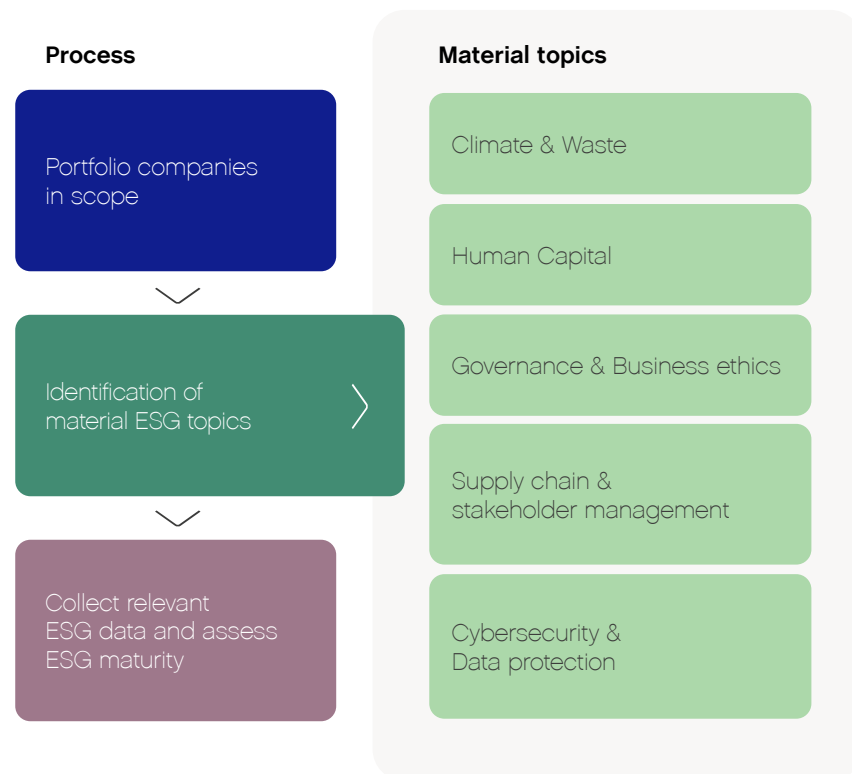 Process
Portfolio companies
in scope
Identification of
material ESG topics
Collect relevant
ESG data and assess
ESG maturity
Material topics
Climate & Waste
Human Capital
Governance & Business ethics
Supply chain &
stakeholder management
Cybersecurity &
Data protection